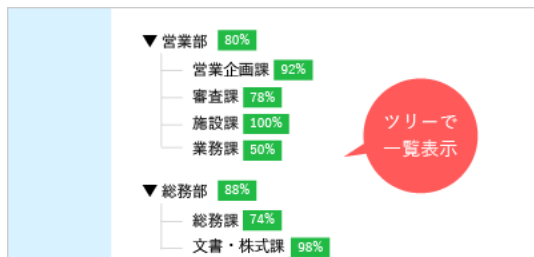 ▼営業部 80%
営業企画課 92%
審査課 78%
施設課 100%
業務課 50%
ツリーで
一覧表示
▼総務部 88%
総務課 74%
文書・株式課 98%